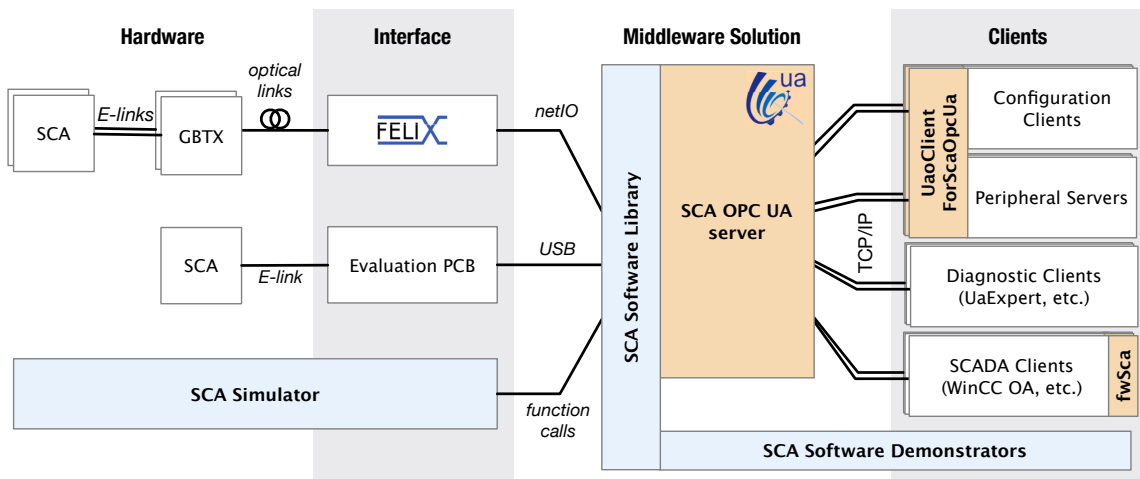 Hardware
Interface
Middleware Solution
Clients
optical
links
E-links
SCA
GBTX
FELIX
netIO
ua
SCA
E-link
Evaluation PCB
USB
SCA Simulator
function
calls
SCA Software Library
SCA OPC UA
server
TCP/IP
UaoClient
ForScaOpcUa
Configuration
Clients
Peripheral Servers
Diagnostic Clients
(UaExpert, etc.)
SCADA Clients
(WinCC OA, etc.)
fwSca
SCA Software Demonstrators